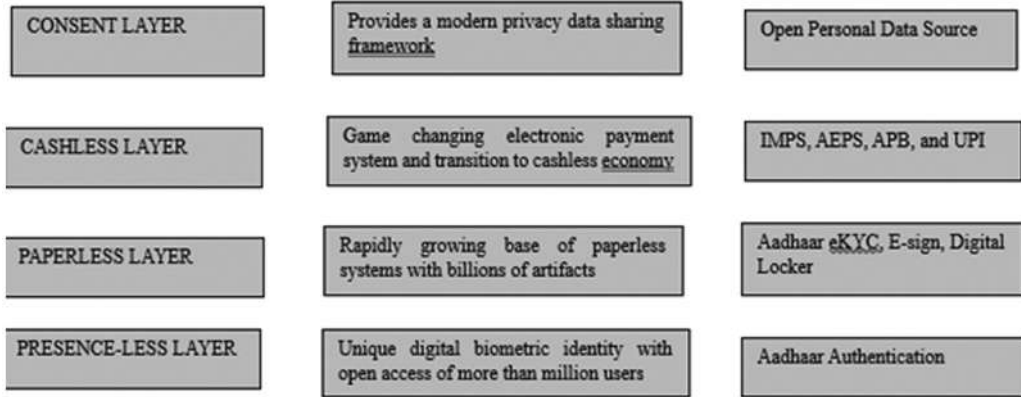 CONSENT LAYER
Provides a modern privacy data sharing
framework
Open Personal Data Source
CASHLESS LAYER
Game changing electronic payment
system and transition to cashless economy
IMPS, AEPS, APB, and UPI
PAPERLESS LAYER
Rapidly growing base of paperless
systems with billions of artifacts
Aadhaar eKYC, E-sign, Digital
Locker
PRESENCE-LESS LAYER
Unique digital biometric identity with
open access of more than million users
Aadhaar Authentication